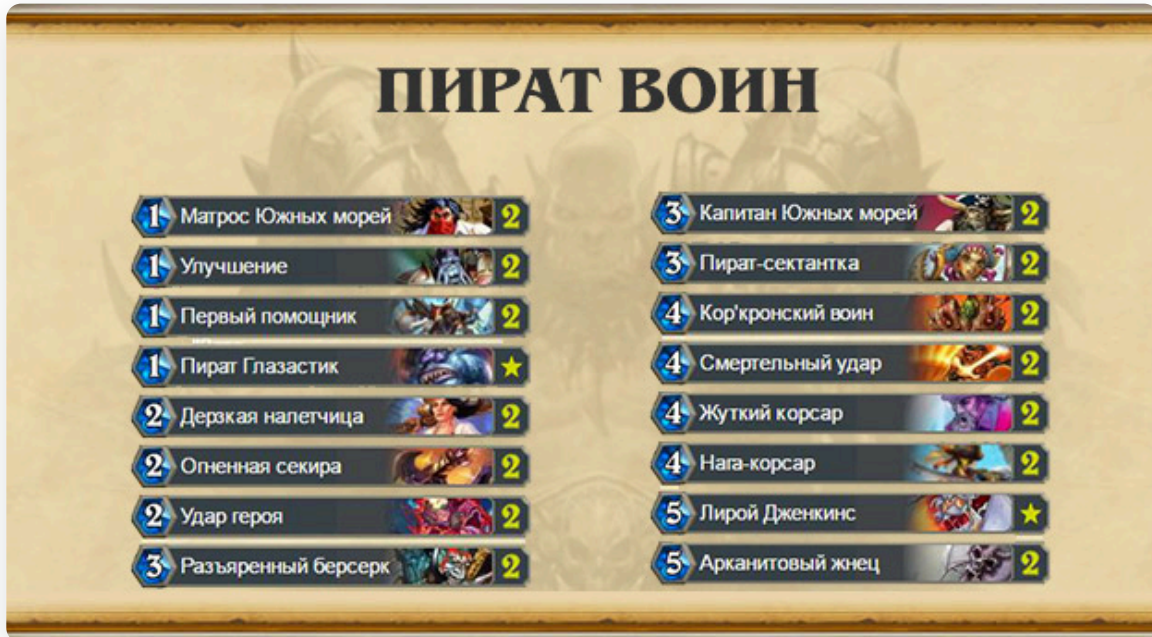 ПИРАТ ВОИН
1 Матрос Южных морей 2
1 Улучшение 2
1 Первый помощник 2
1 Пират Глазастик ★
2 Дерзкая налетчица 2
2 Огненная секира 2
2 Удар героя 2
3 Разъяренный берсерк 2
3 Капитан Южных морей 2
3 Пират-сектантка 2
4 Кор'кронский воин 2
4 Смертельный удар 2
4 Жуткий корсар 2
4 Нага-корсар 2
5 Лирой Дженкинс ★
5 Арканитовый жнец 2